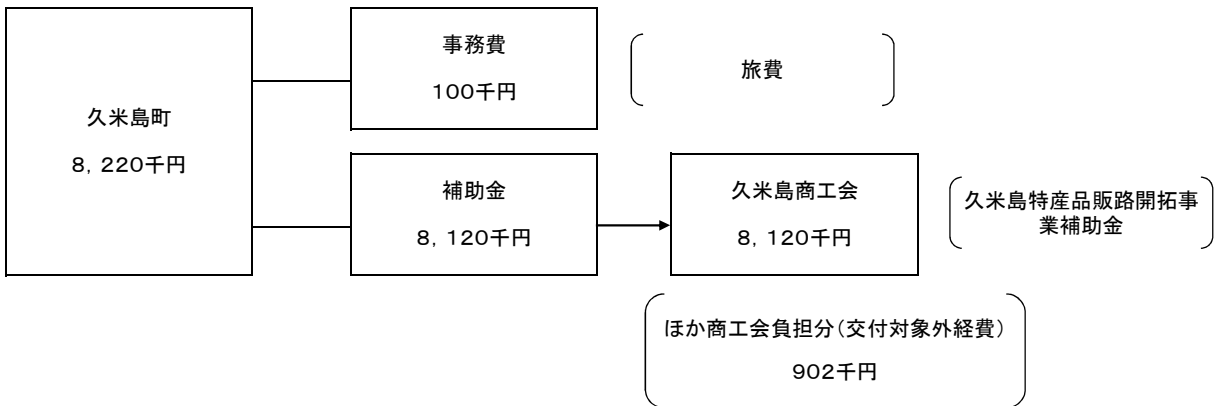 久米島町
8，220千円
事務費
100千円
旅費
補助金
8，120千円
久米島商工会
8，120千円
久米島特産品販路開拓事
業補助金
ほか商工会負担分（交付対象外経費）
902千円